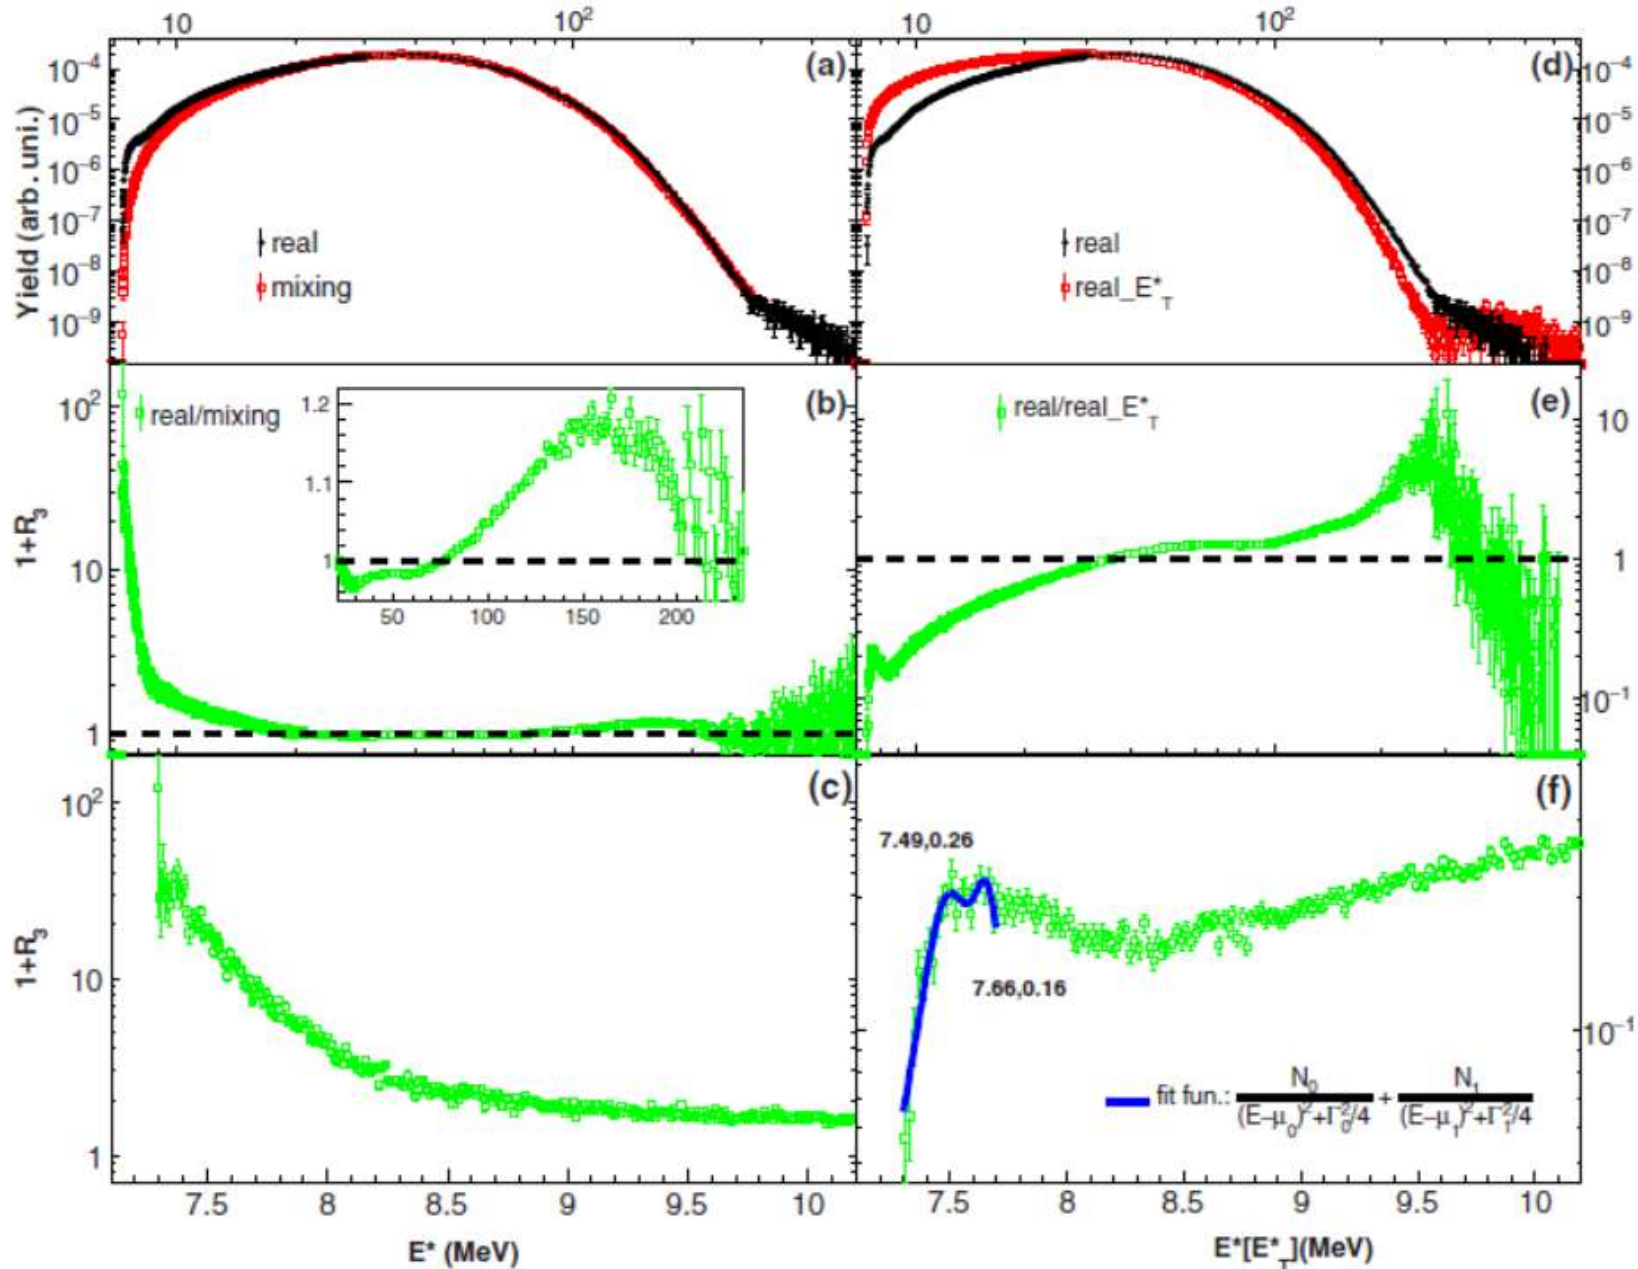 10 10² 10 10²
(a) (d)
Yield (arb. uni.)
10⁻⁴ 10⁻⁴
10⁻⁵ 10⁻⁵
10⁻⁶ 10⁻⁶
10⁻⁷ 10⁻⁷
10⁻⁸ 10⁻⁸
10⁻⁹ 10⁻⁹
real
mixing
real
real_E*_T
(b) (e)
1+R₃
10²
10
1
real/mixing
1.2
1.1
1
50 100 150 200
real/real_E*_T
10
1
10⁻¹
(c) (f)
1+R₃
10²
10
1
7.49,0.26
7.66,0.16
10⁻¹
fit fun.: N₀/((E−μ₀)²+Γ₀²/4) + N₁/((E−μ₁)²+Γ₁²/4)
7.5 8 8.5 9 9.5 10 7.5 8 8.5 9 9.5 10
E* (MeV) E*[E*_T](MeV)